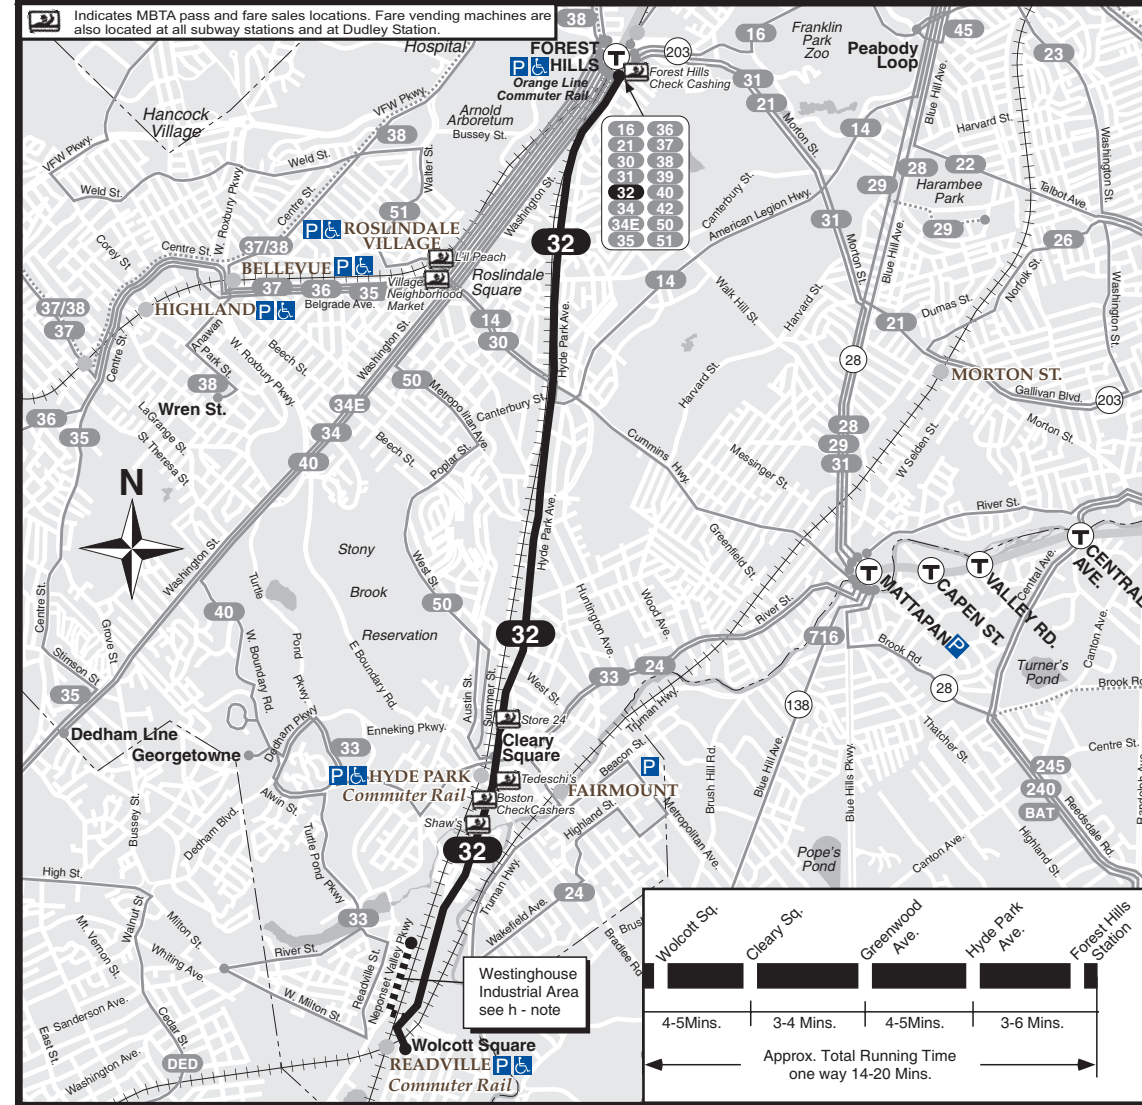 Indicates MBTA pass and fare sales locations. Fare vending machines are
also located at all subway stations and at Dudley Station.
Hospital
38
FOREST
HILLS
Orange Line
Commuter Rail
P
T
203
Forest Hills
Check Cashing
16
Franklin
Park
Zoo
Peabody
Loop
45
23
31
21
Hancock
Village
VFW Pkwy.
VFW Pkwy.
38
Arnold
Arboretum
Bussey St.
Weld St.
Weld St.
Walter St.
51
16 36
21 37
30 38
31 39
32 40
34 42
34E 50
35 51
Morton St.
14
Blue Hill Ave.
Harvard St.
Washington St.
28
22
29
Harambee
Park
Talbot Ave.
29
26
Canterbury St.
American Legion Hwy.
31
Morton St.
Blue Hill Ave.
Norfolk St.
Washington St.
W. Roxbury Pkwy.
Centre St.
Corey St.
Centre St
37/38
P
ROSLINDALE
VILLAGE
BELLEVUE
P
L'il Peach
Village
Neighborhood
Market
Roslindale
Square
Washington St.
32
37
36
35
Belgrade Ave.
HIGHLAND
P
37/38
37
Centre St.
Anawan
Park St.
W. Roxbury Pkwy.
Beech St.
Washington St.
14
30
Hyde Park Ave.
14
Walk Hill St.
Harvard St.
Dumas St.
21
28
MORTON ST.
Gallivan Blvd.
203
Morton St.
38
Wren St.
LaGrange St.
St Theresa St
36
35
50
Metropolitan Ave.
Canterbury St.
34E
34
40
Beech St.
Poplar St.
Harvard St.
Cummins Hwy.
Messinger St.
28
29
31
W Selden St.
N
Washington St.
Stony
Brook
Reservation
West St.
50
Hyde Park Ave.
Greenfield St.
River St.
T
CENTRAL
AVE.
T
VALLEY RD.
T
CAPEN ST.
T
MATTAPAN
P
Central Ave.
Centre St.
Grove St.
Stimson St.
35
Turtle
Pond
Pkwy.
40
W. Boundary Rd.
E Boundary Rd.
32
Huntington Ave.
Wood Ave.
River St.
716
Brook Rd.
28
Turner's
Pond
Canton Ave.
Brook Rd
Austin St.
Summer St.
West St.
33
24
Truman Hwy.
138
Dedham Line
Georgetowne
Dedham Pkwy
Enneking Pkwy.
33
Store 24
Cleary
Square
P
HYDE PARK
Commuter Rail
Tedeschi's
Boston
CheckCashers
Shaw's
Beacon St.
P
FAIRMOUNT
Highland St.
Metropolitan Ave.
Brush Hill Rd.
Blue Hill Ave.
Blue Hills Pkwy.
Thatcher St.
Centre St.
245
240
BAT
Reedsdale Rd.
Randolph Ave.
Highland St.
Canton Ave.
Pope's
Pond
Bussey St.
Dedham Blvd.
Alwin St.
Turtle Pond Pkwy
32
Truman Hwy.
24
Wakefield Ave.
Brush
Bradlee Rd
High St.
Walnut St
Mt. Vernon St.
Milton St.
Whiting Ave.
33
River St.
Readville St.
Neponset Valley Pkwy
W. Milton St.
Sanderson Ave.
East St.
Cedar St.
Washington Ave.
DED
Westinghouse
Industrial Area
see h - note
Wolcott Square
READVILLE
P
Commuter Rail
Wolcott Sq.
Cleary Sq.
Greenwood
Ave.
Hyde Park
Ave.
Forest Hills
Station
4-5Mins.
3-4 Mins.
4-5Mins.
3-6 Mins.
Approx. Total Running Time
one way 14-20 Mins.